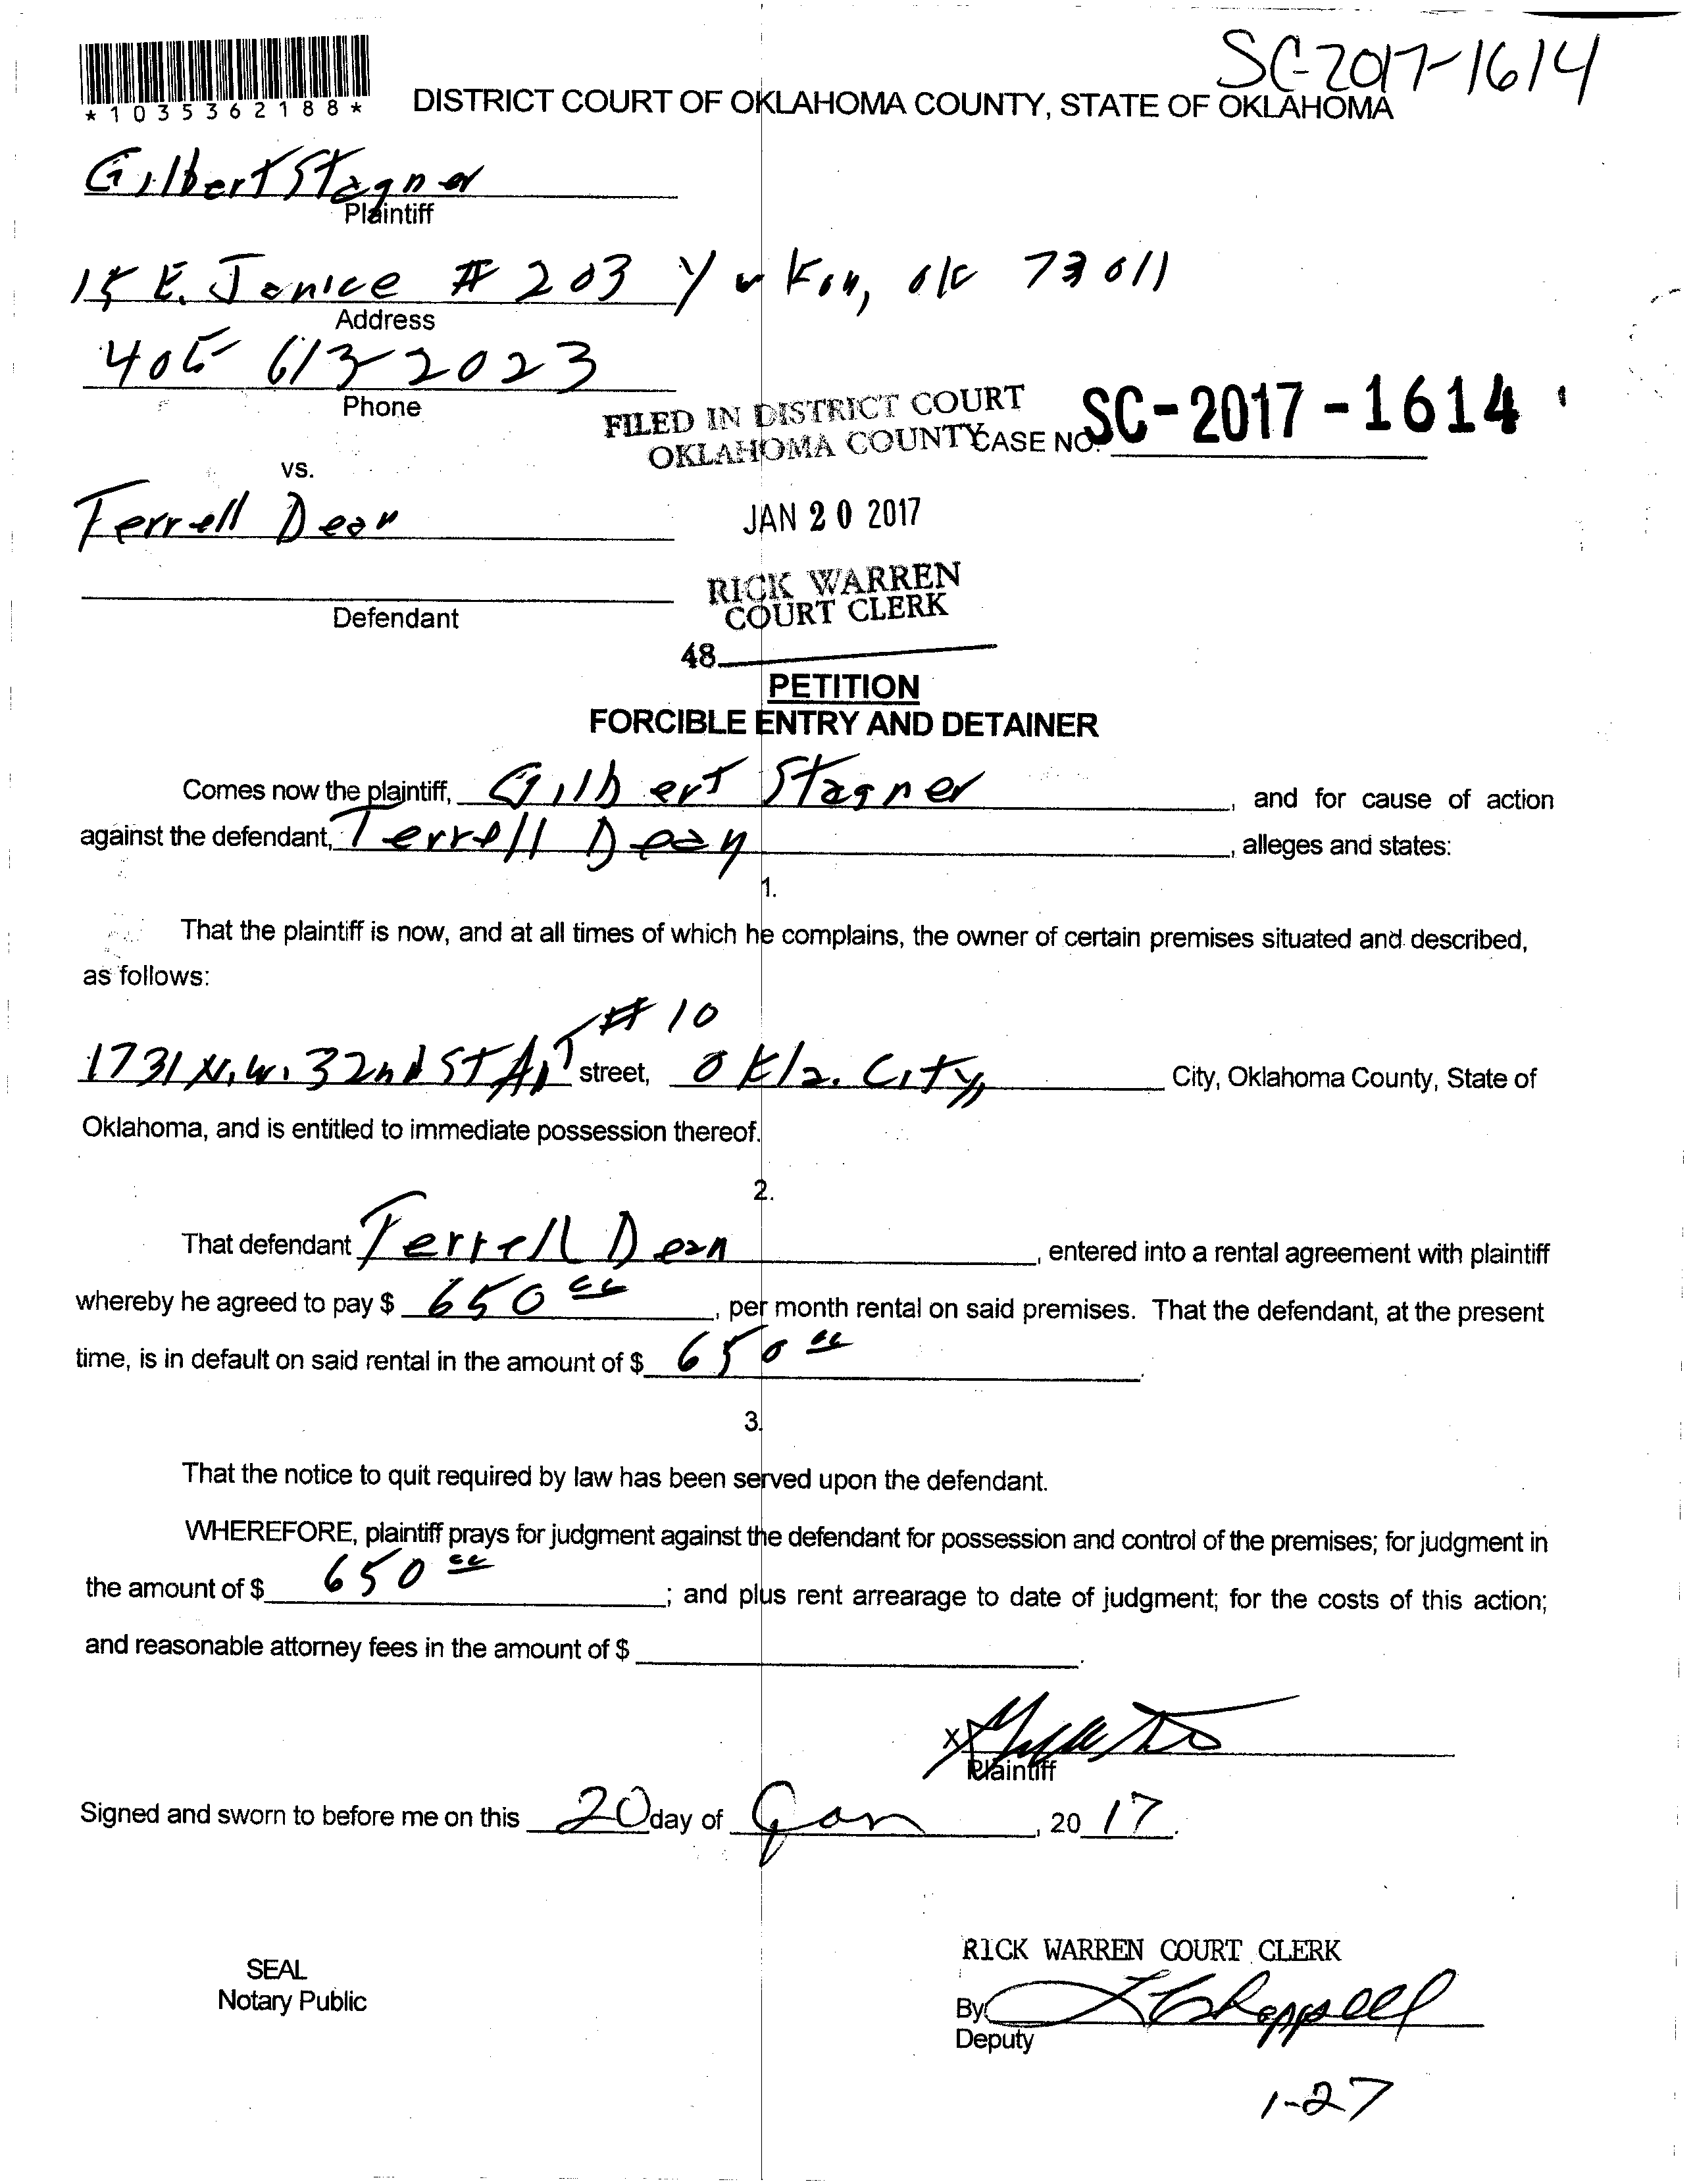 SC-2017-1614
*1035362188*
DISTRICT COURT OF OKLAHOMA COUNTY, STATE OF OKLAHOMA
Gilbert Stagner
Plaintiff
15 E. Janice # 203 Yukon, ok 73011
Address
405 613-2023
Phone
FILED IN DISTRICT COURT
OKLAHOMA COUNTY
CASE NO. SC-2017-1614
vs.
Terrell Dean
JAN 20 2017
RICK WARREN
COURT CLERK
Defendant
48
PETITION
FORCIBLE ENTRY AND DETAINER
Comes now the plaintiff, Gilbert Stagner, and for cause of action
against the defendant, Terrell Dean, alleges and states:
1.
That the plaintiff is now, and at all times of which he complains, the owner of certain premises situated and described,
as follows:
# 10
1731 N.W. 32nd ST Apt street, Okla. City, City, Oklahoma County, State of
Oklahoma, and is entitled to immediate possession thereof.
2.
That defendant Terrell Dean, entered into a rental agreement with plaintiff
whereby he agreed to pay $ 650, per month rental on said premises. That the defendant, at the present
time, is in default on said rental in the amount of $ 650.
3.
That the notice to quit required by law has been served upon the defendant.
WHEREFORE, plaintiff prays for judgment against the defendant for possession and control of the premises; for judgment in
the amount of $ 650; and plus rent arrearage to date of judgment; for the costs of this action;
and reasonable attorney fees in the amount of $ .
X
Plaintiff
Signed and sworn to before me on this 20 day of Jan, 20 17.
RICK WARREN COURT CLERK
SEAL
Notary Public
By
Deputy
1-27